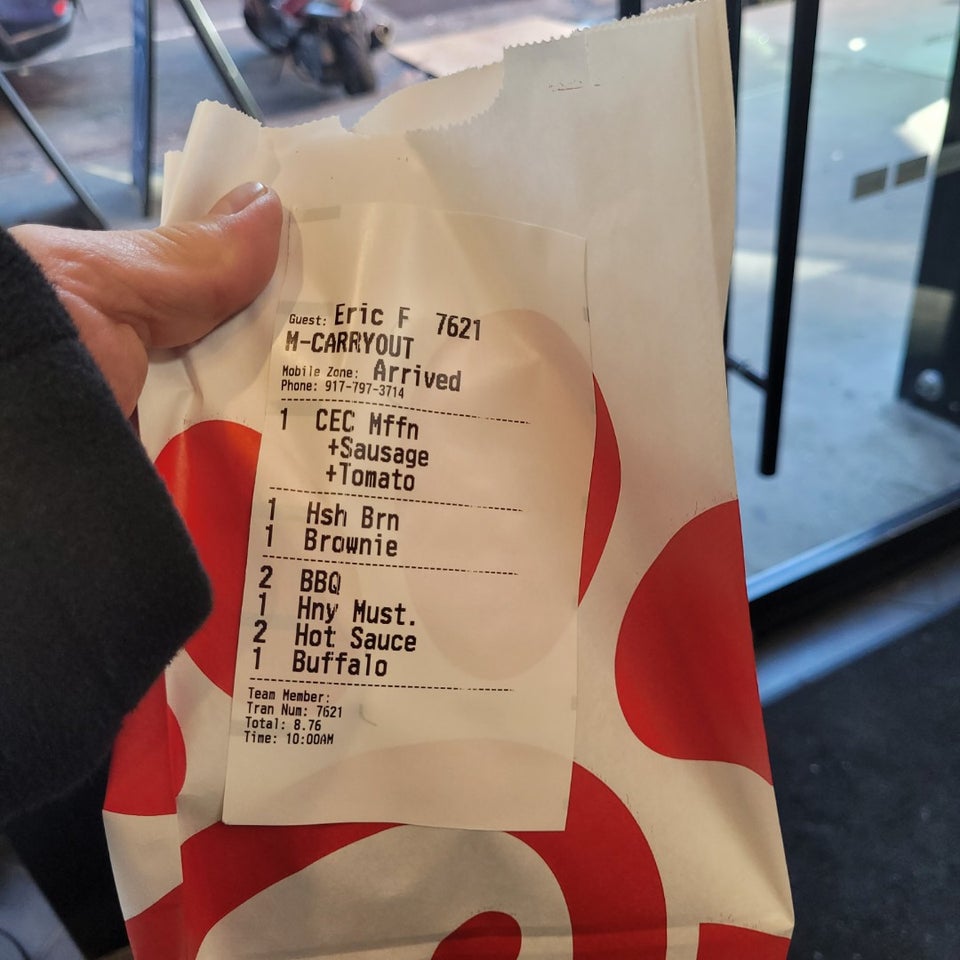 Guest: Eric F 7621
M-CARRYOUT
Mobile Zone: Arrived
Phone: 917-797-3714
1 CEC Mffn
+Sausage
+Tomato
1 Hsh Brn
1 Brownie
2 BBQ
1 Hny Must.
2 Hot Sauce
1 Buffalo
Team Member:
Tran Num: 7621
Total: 8.76
Time: 10:00AM